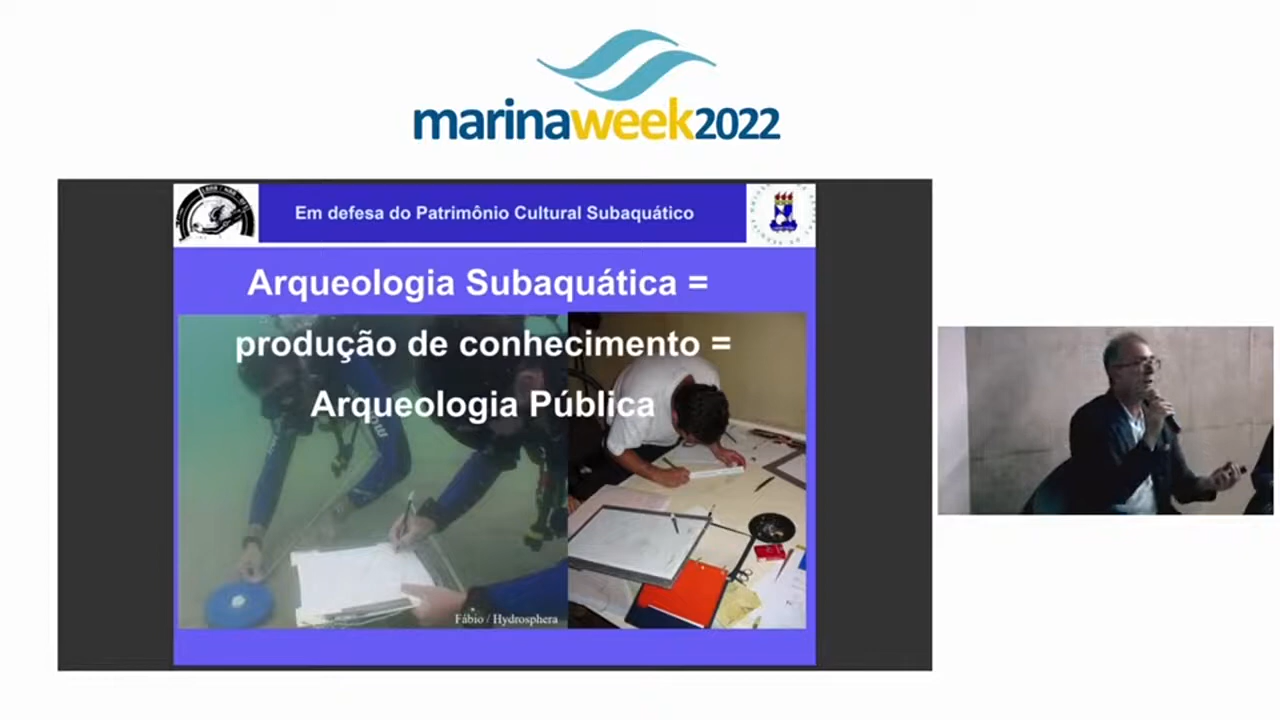 marinaweek2022
Em defesa do Patrimônio Cultural Subaquático
Arqueologia Subaquática =
produção de conhecimento =
Arqueologia Pública
Fábio / Hydrosphera